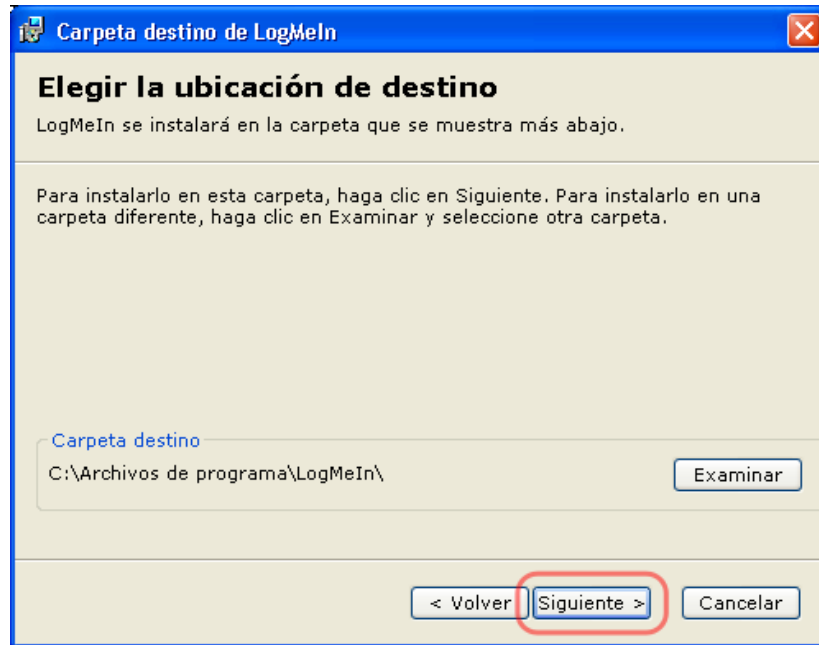 Carpeta destino de LogMeIn
Elegir la ubicación de destino
LogMeIn se instalará en la carpeta que se muestra más abajo.
Para instalarlo en esta carpeta, haga clic en Siguiente. Para instalarlo en una
carpeta diferente, haga clic en Examinar y seleccione otra carpeta.
Carpeta destino
C:\Archivos de programa\LogMeIn\
Examinar
< Volver Siguiente > Cancelar